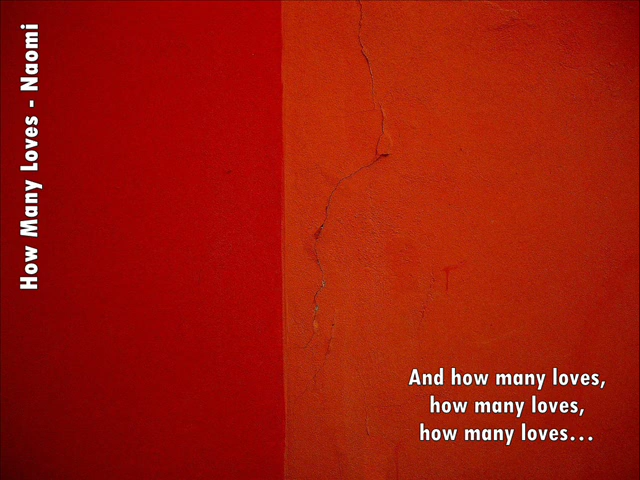 How Many Loves - Naomi
And how many loves,
how many loves,
how many loves…